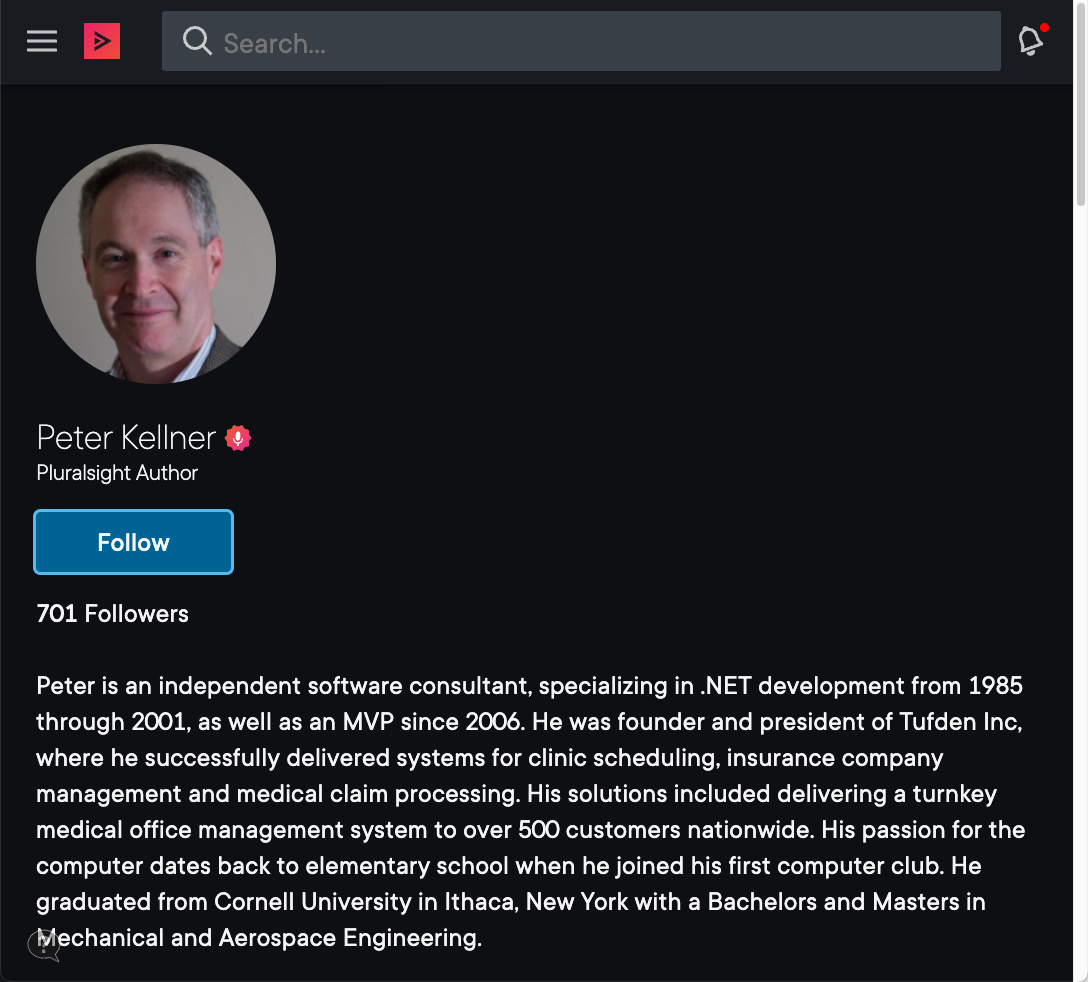 Search...
Peter Kellner
Pluralsight Author
Follow
701 Followers
Peter is an independent software consultant, specializing in .NET development from 1985
through 2001, as well as an MVP since 2006. He was founder and president of Tufden Inc,
where he successfully delivered systems for clinic scheduling, insurance company
management and medical claim processing. His solutions included delivering a turnkey
medical office management system to over 500 customers nationwide. His passion for the
computer dates back to elementary school when he joined his first computer club. He
graduated from Cornell University in Ithaca, New York with a Bachelors and Masters in
Mechanical and Aerospace Engineering.